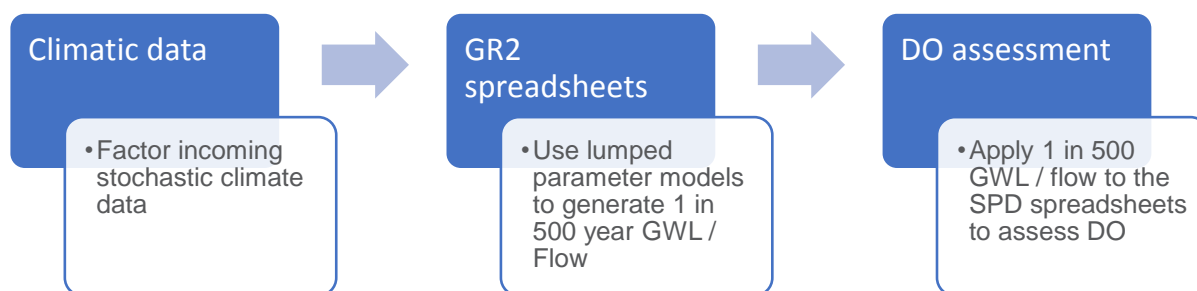 Climatic data
•Factor incoming
stochastic climate
data
GR2
spreadsheets
•Use lumped
parameter models
to generate 1 in
500 year GWL /
Flow
DO assessment
•Apply 1 in 500
GWL / flow to the
SPD spreadsheets
to assess DO